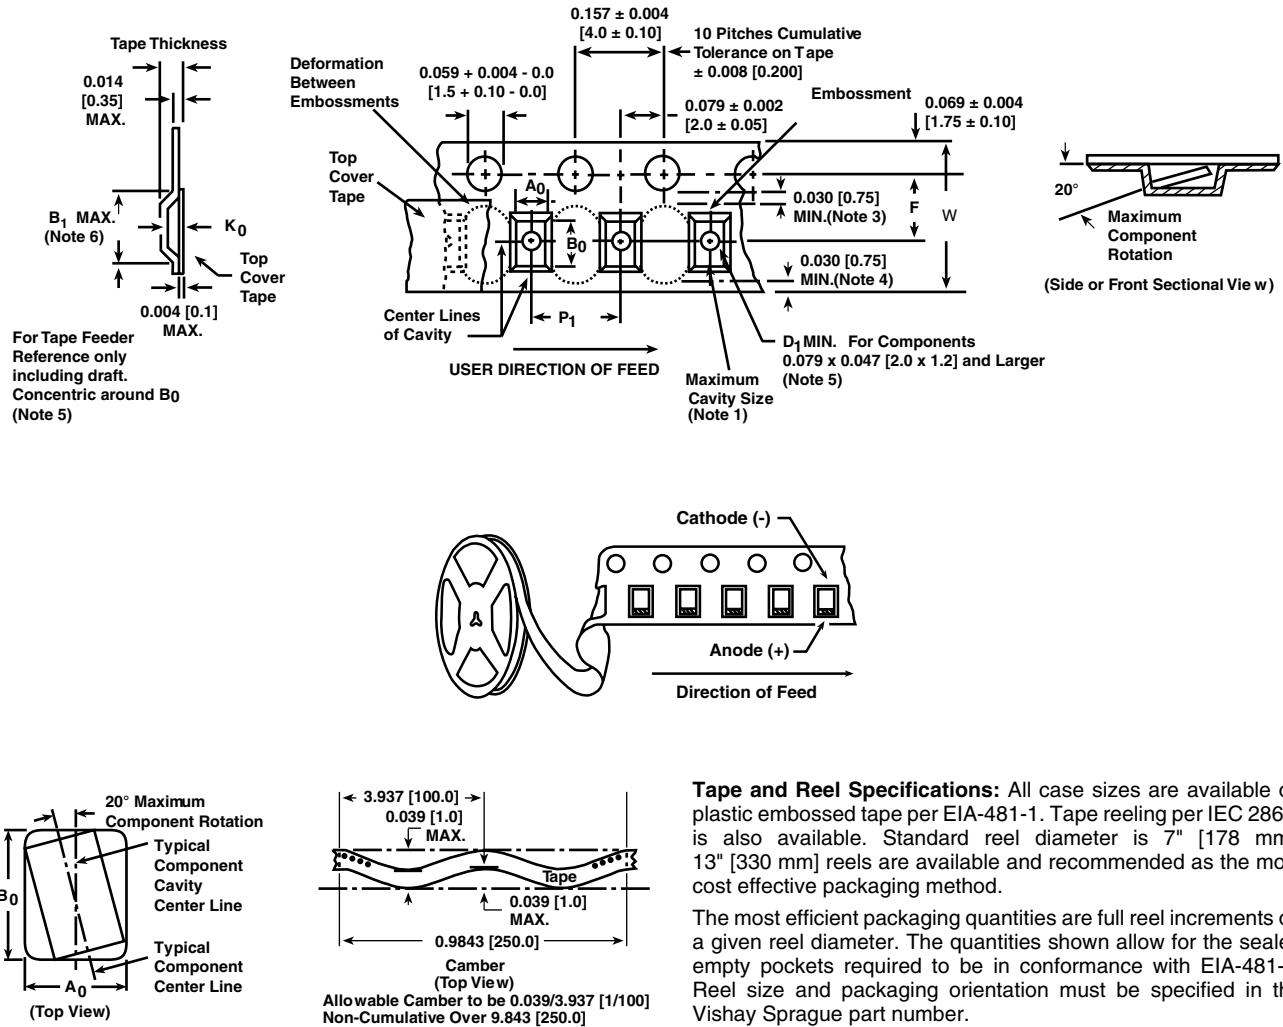 0.157 ± 0.004
[4.0 ± 0.10]
10 Pitches Cumulative
Tolerance on Tape
± 0.008 [0.200]
Tape Thickness
0.014
[0.35]
MAX.
Deformation
Between
Embossments
0.059 + 0.004 - 0.0
[1.5 + 0.10 - 0.0]
0.079 ± 0.002
[2.0 ± 0.05]
Embossment
0.069 ± 0.004
[1.75 ± 0.10]
Top
Cover
Tape
A0
B0
0.030 [0.75]
MIN.(Note 3)
F
W
0.030 [0.75]
MIN.(Note 4)
20°
Maximum
Component
Rotation
(Side or Front Sectional View)
B1 MAX.
(Note 6)
K0
Top
Cover
Tape
0.004 [0.1]
MAX.
For Tape Feeder
Reference only
including draft.
Concentric around B0
(Note 5)
Center Lines
of Cavity
P1
USER DIRECTION OF FEED
Maximum
Cavity Size
(Note 1)
D1 MIN. For Components
0.079 x 0.047 [2.0 x 1.2] and Larger
(Note 5)
Cathode (-)
Anode (+)
Direction of Feed
20° Maximum
Component Rotation
Typical
Component
Cavity
Center Line
B0
Typical
Component
Center Line
A0
(Top View)
3.937 [100.0]
0.039 [1.0]
MAX.
Tape
0.039 [1.0]
MAX.
0.9843 [250.0]
Camber
(Top View)
Allowable Camber to be 0.039/3.937 [1/100]
Non-Cumulative Over 9.843 [250.0]
Tape and Reel Specifications: All case sizes are available
plastic embossed tape per EIA-481-1. Tape reeling per IEC 286
is also available. Standard reel diameter is 7" [178 mm
13" [330 mm] reels are available and recommended as the mo
cost effective packaging method.
The most efficient packaging quantities are full reel increments
a given reel diameter. The quantities shown allow for the seale
empty pockets required to be in conformance with EIA-481-
Reel size and packaging orientation must be specified in th
Vishay Sprague part number.